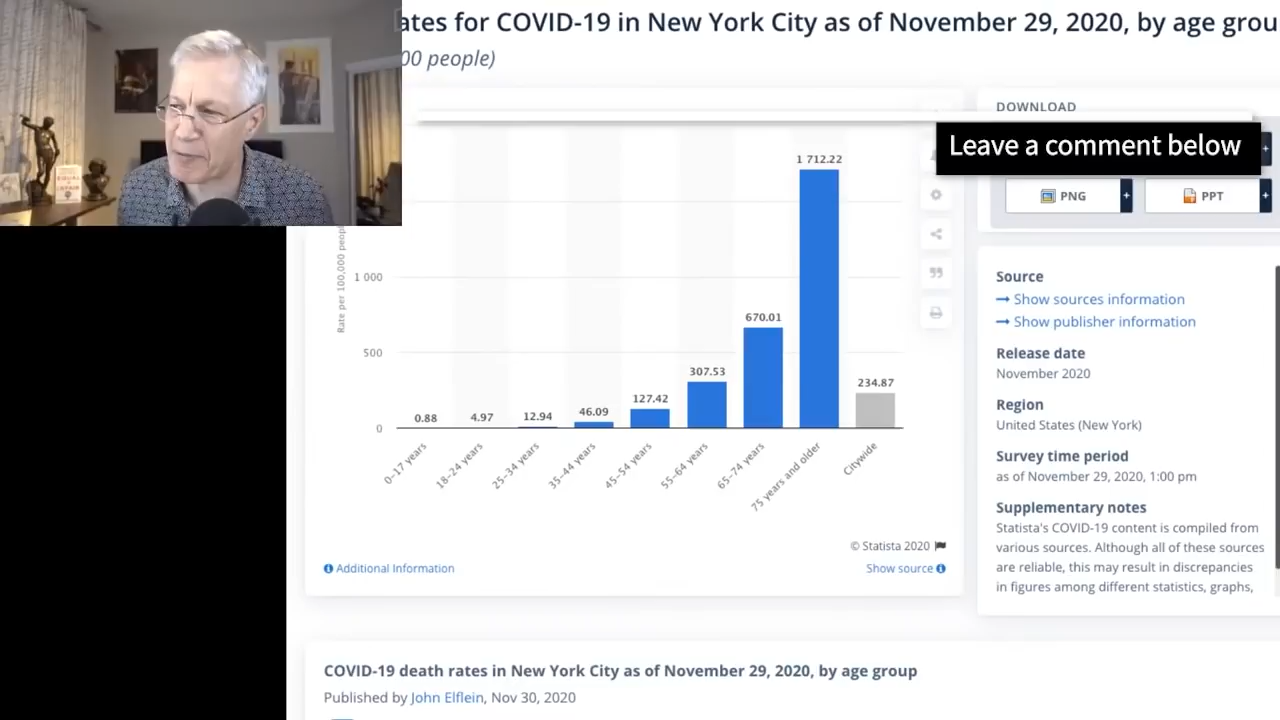 ates for COVID-19 in New York City as of November 29, 2020, by age grou
00 people)
DOWNLOAD
Leave a comment below
PNG
+
PPT
+
Rate per 100,000 people
1 000
500
0
0.88
4.97
12.94
46.09
127.42
307.53
670.01
1 712.22
234.87
0–17 years
18–24 years
25–34 years
35–44 years
45–54 years
55–64 years
65–74 years
75 years and older
Citywide
© Statista 2020
Additional Information
Show source
Source
Show sources information
Show publisher information
Release date
November 2020
Region
United States (New York)
Survey time period
as of November 29, 2020, 1:00 pm
Supplementary notes
Statista's COVID-19 content is compiled from
various sources. Although all of these sources
are reliable, this may result in discrepancies
in figures among different statistics, graphs,
COVID-19 death rates in New York City as of November 29, 2020, by age group
Published by John Elflein, Nov 30, 2020